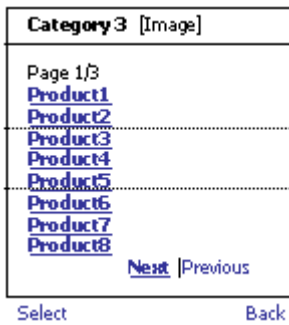 Category 3 [Image]
Page 1/3
Product1
Product2
Product3
Product4
Product5
Product6
Product7
Product8
Next |Previous
Select Back